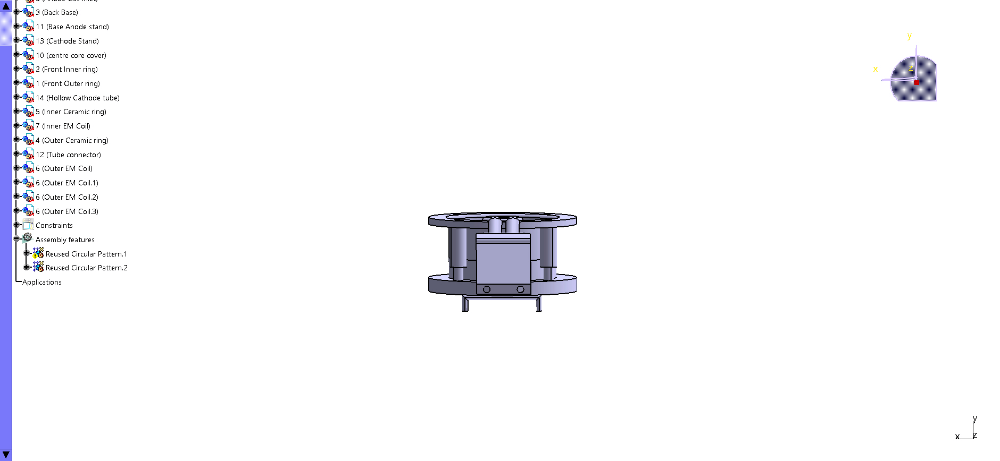 3 (Back Base)
11 (Base Anode stand)
13 (Cathode Stand)
10 (centre core cover)
2 (Front Inner ring)
1 (Front Outer ring)
14 (Hollow Cathode tube)
5 (Inner Ceramic ring)
7 (Inner EM Coil)
4 (Outer Ceramic ring)
12 (Tube connector)
6 (Outer EM Coil)
6 (Outer EM Coil.1)
6 (Outer EM Coil.2)
6 (Outer EM Coil.3)
Constraints
Assembly features
Reused Circular Pattern.1
Reused Circular Pattern.2
Applications
y
x
z
y
x
z